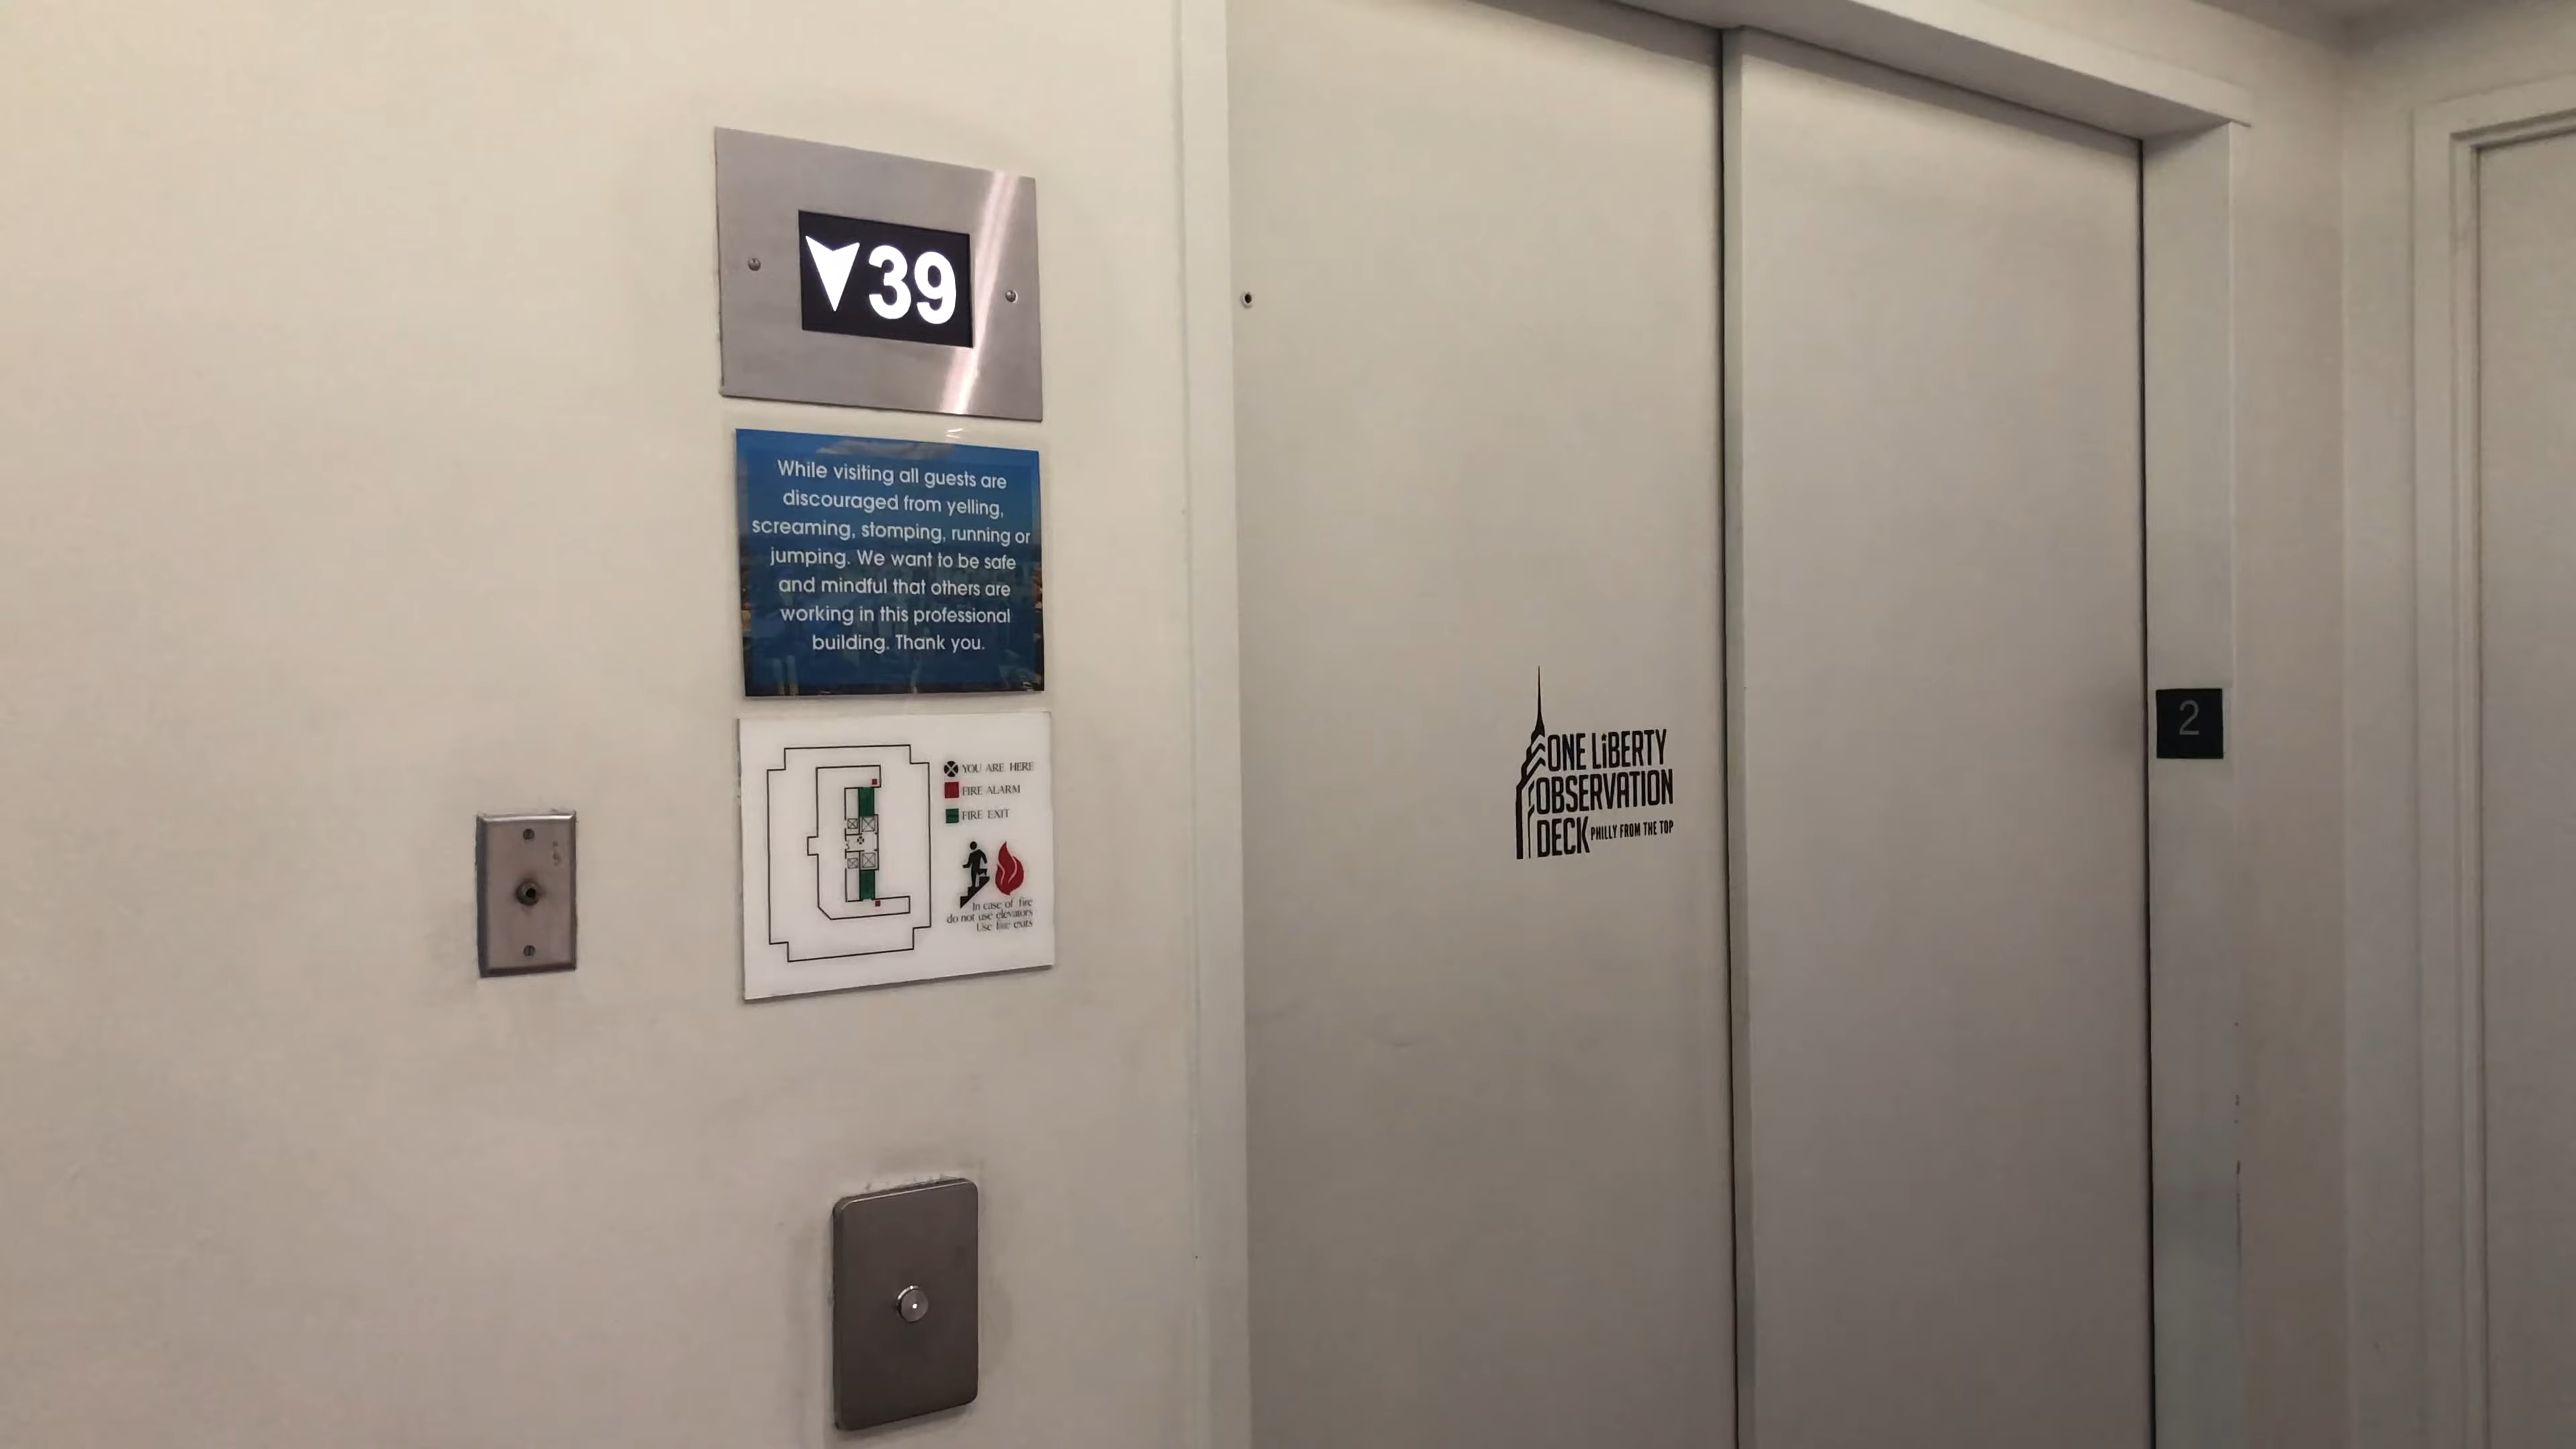 39
While visiting all guests are
discouraged from yelling,
screaming, stomping, running or
jumping. We want to be safe
and mindful that others are
working in this professional
building. Thank you.
YOU ARE HERE
FIRE ALARM
FIRE EXIT
In case of fire
do not use elevators
Use fire exits
ONE LiBERTY
OBSERVATION
DECK PHILLY FROM THE TOP
2